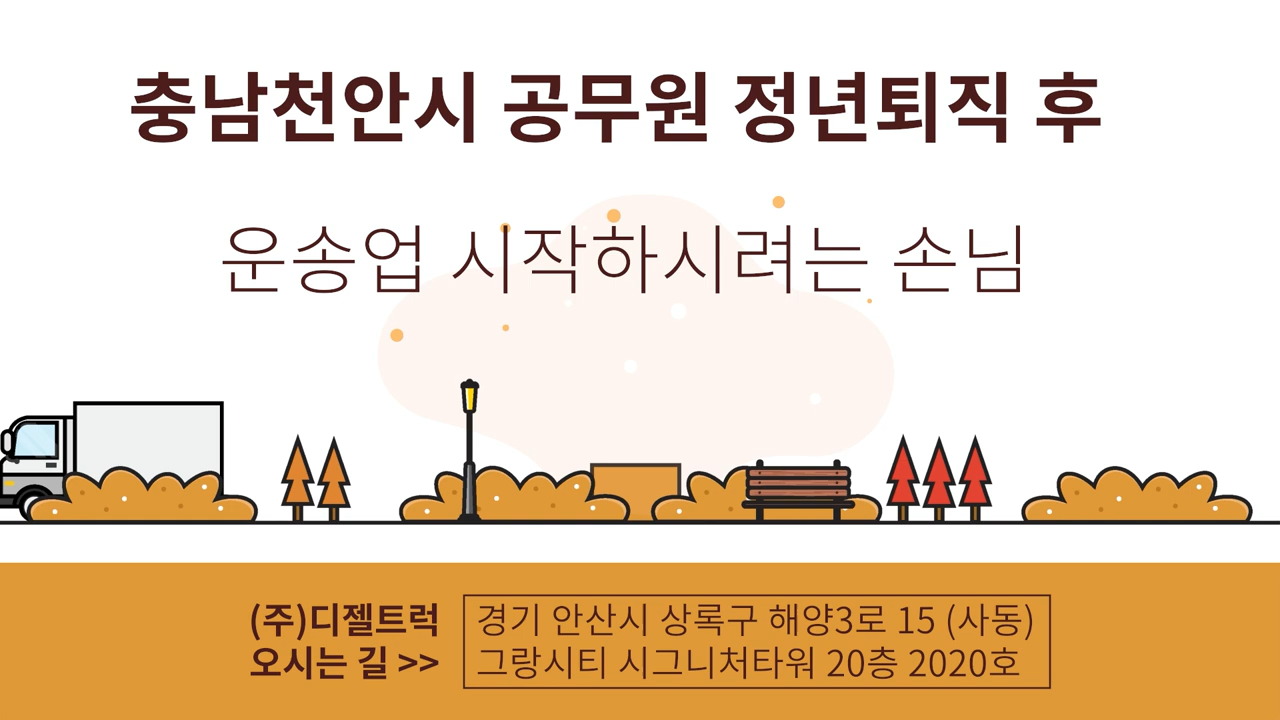 충남천안시 공무원 정년퇴직 후
운송업 시작하시려는 손님
(주)디젤트럭
오시는 길 >>
경기 안산시 상록구 해양3로 15 (사동)
그랑시티 시그니처타워 20층 2020호